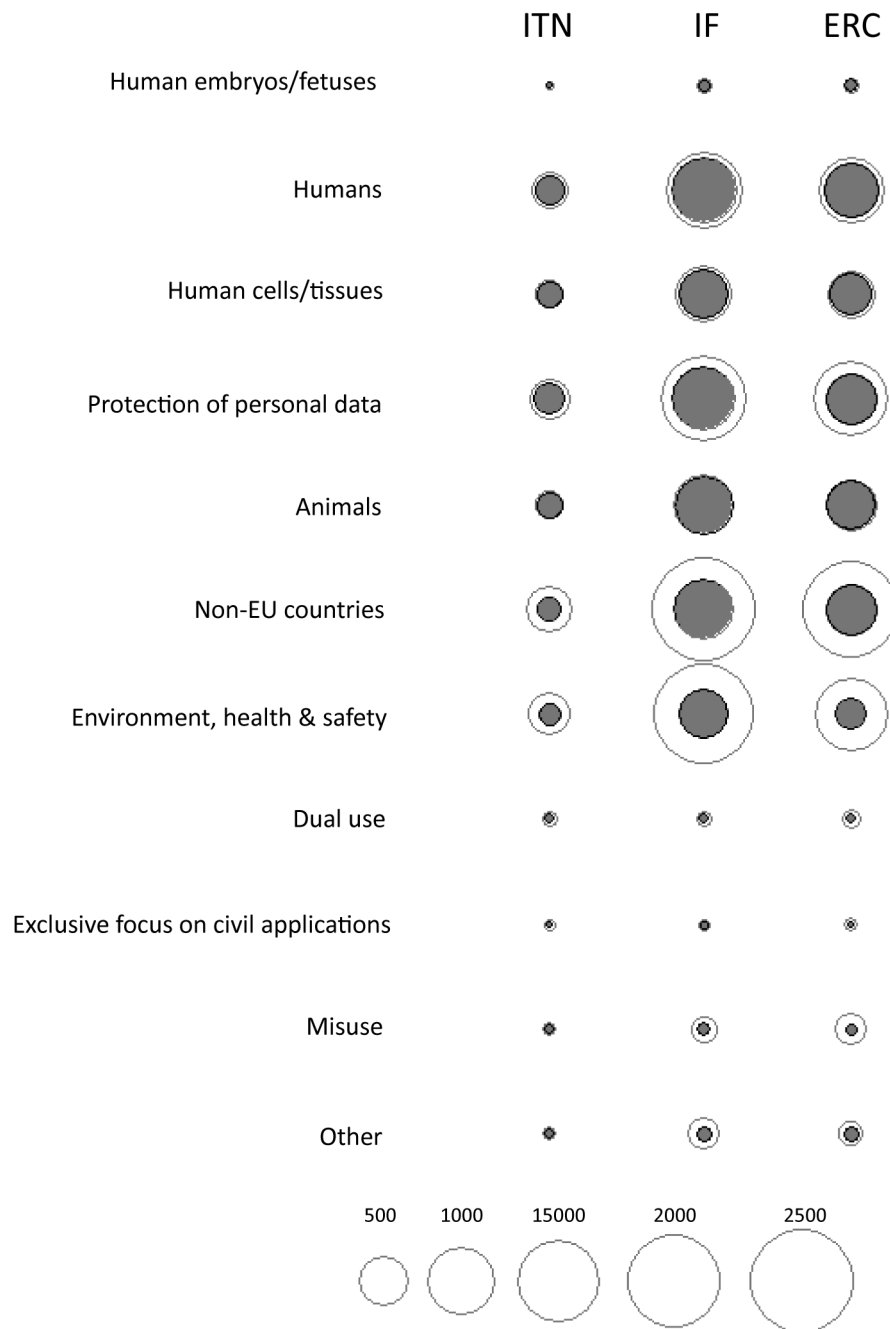 ITN IF ERC
Human embryos/fetuses
Humans
Human cells/tissues
Protection of personal data
Animals
Non-EU countries
Environment, health & safety
Dual use
Exclusive focus on civil applications
Misuse
Other
500 1000 15000 2000 2500